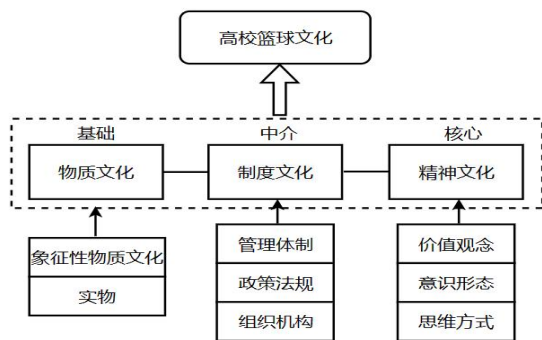 高校篮球文化
基础
中介
核心
物质文化
制度文化
精神文化
象征性物质文化
实物
管理体制
政策法规
组织机构
价值观念
意识形态
思维方式